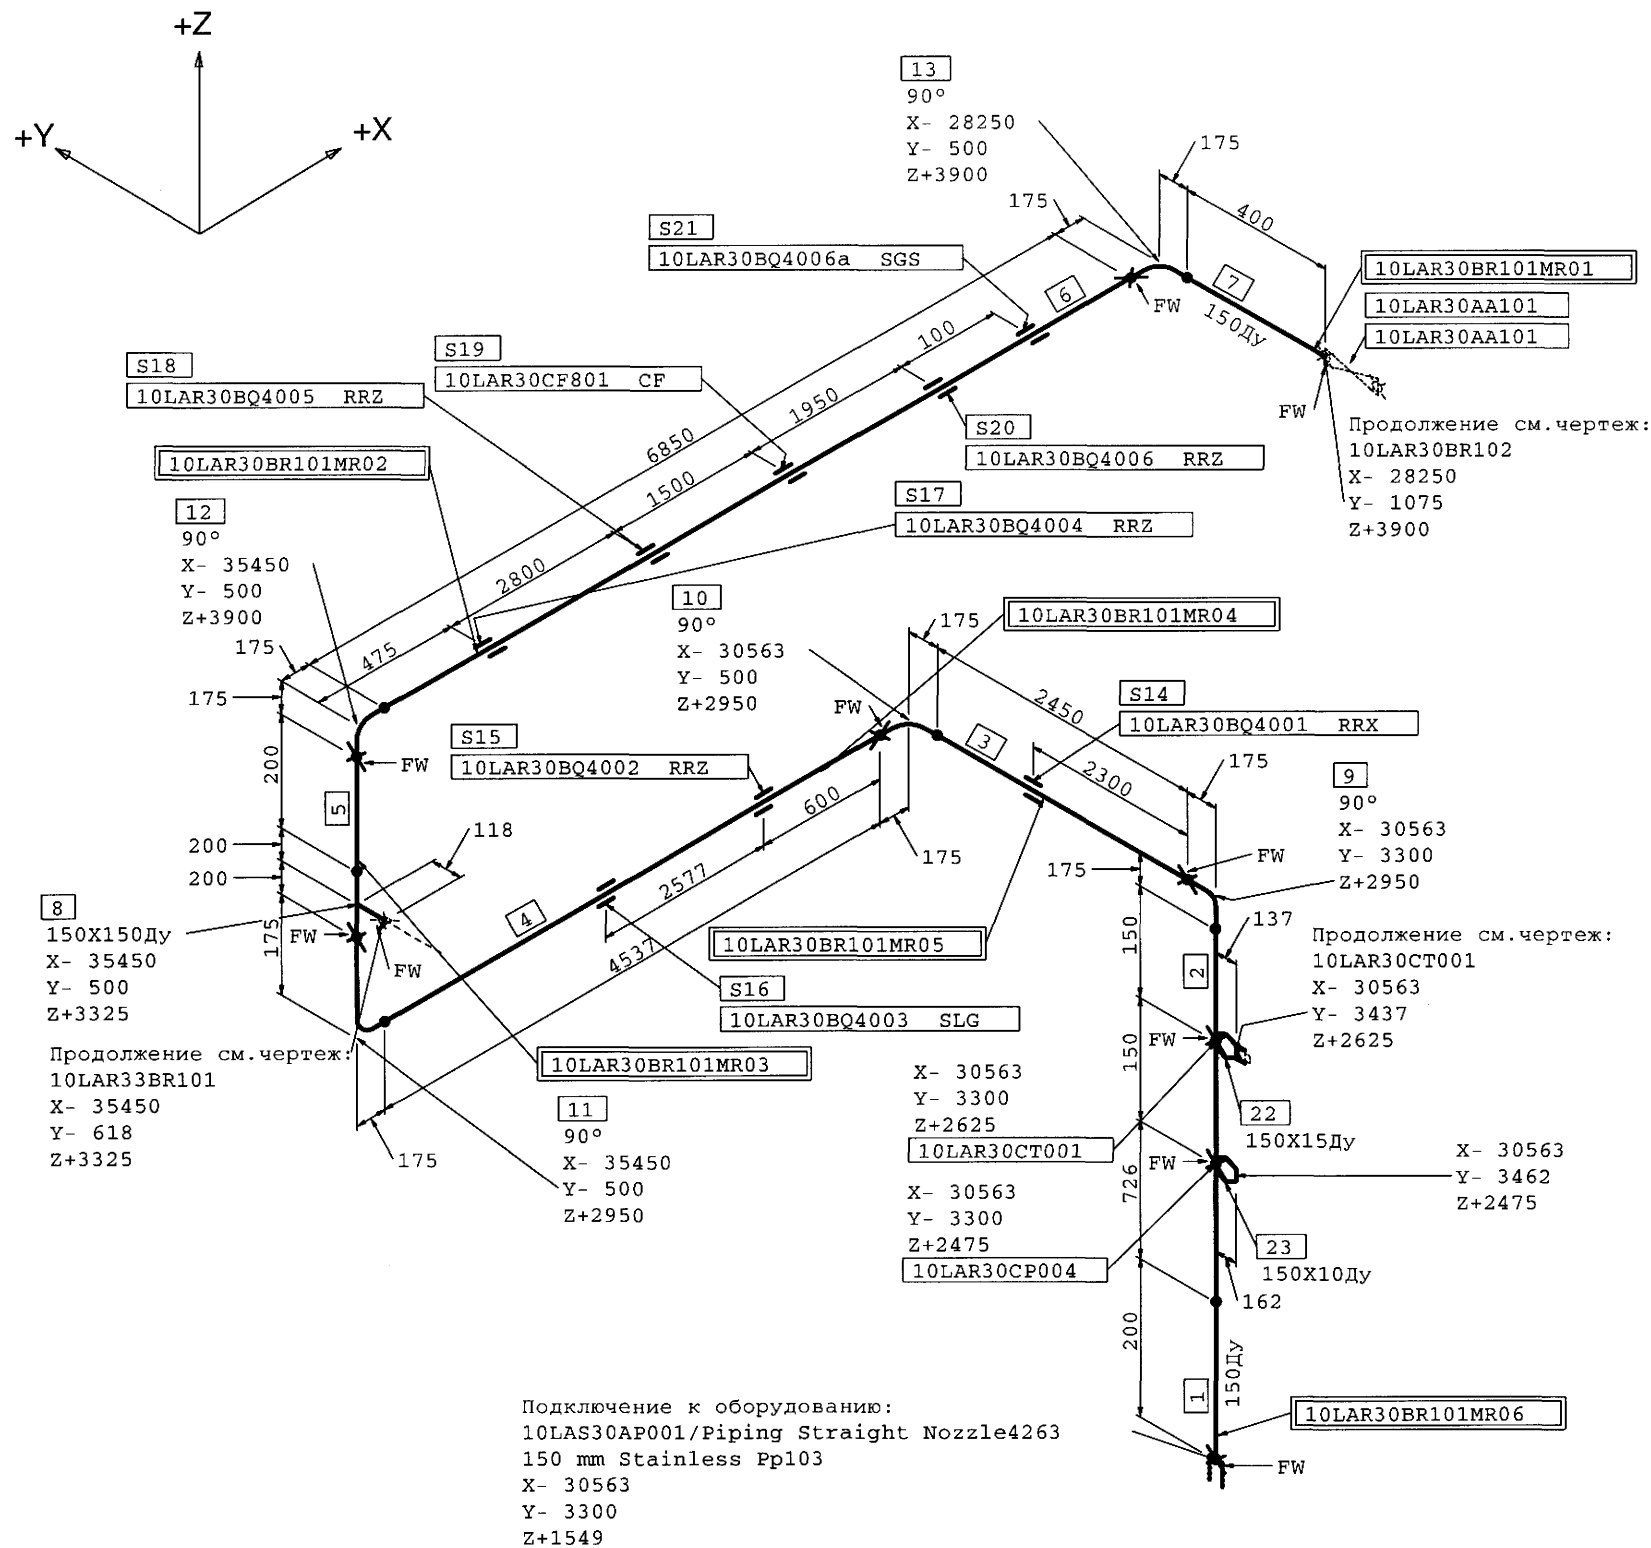 +Z
+Y
+X
13
90°
X- 28250
Y- 500
Z+3900
175
175
400
S21
10LAR30BQ4006a SGS
6
FW
7
150Ду
10LAR30BR101MR01
10LAR30AA101
10LAR30AA101
FW
Продолжение см.чертеж:
10LAR30BR102
X- 28250
Y- 1075
Z+3900
S19
10LAR30CF801 CF
S18
10LAR30BQ4005 RRZ
100
1950
6850
1500
2800
475
S20
10LAR30BQ4006 RRZ
10LAR30BR101MR02
S17
10LAR30BQ4004 RRZ
12
90°
X- 35450
Y- 500
Z+3900
175
175
200
FW
5
200
200
175
118
10
90°
X- 30563
Y- 500
Z+2950
FW
175
10LAR30BR101MR04
2450
S14
10LAR30BQ4001 RRX
3
2300
175
S15
10LAR30BQ4002 RRZ
600
175
2577
4537
4
9
90°
X- 30563
Y- 3300
Z+2950
FW
175
8
150X150Ду
X- 35450
Y- 500
Z+3325
FW
FW
Продолжение см.чертеж:
10LAR33BR101
X- 35450
Y- 618
Z+3325
10LAR30BR101MR05
S16
10LAR30BQ4003 SLG
10LAR30BR101MR03
11
90°
X- 35450
Y- 500
Z+2950
175
150
2
137
Продолжение см.чертеж:
10LAR30CT001
X- 30563
Y- 3437
Z+2625
FW
150
X- 30563
Y- 3300
Z+2625
10LAR30CT001
22
150X15Ду
FW
726
X- 30563
Y- 3462
Z+2475
X- 30563
Y- 3300
Z+2475
10LAR30CP004
23
150X10Ду
162
200
1
150Ду
10LAR30BR101MR06
FW
Подключение к оборудованию:
10LAS30AP001/Piping Straight Nozzle4263
150 mm Stainless Pp103
X- 30563
Y- 3300
Z+1549